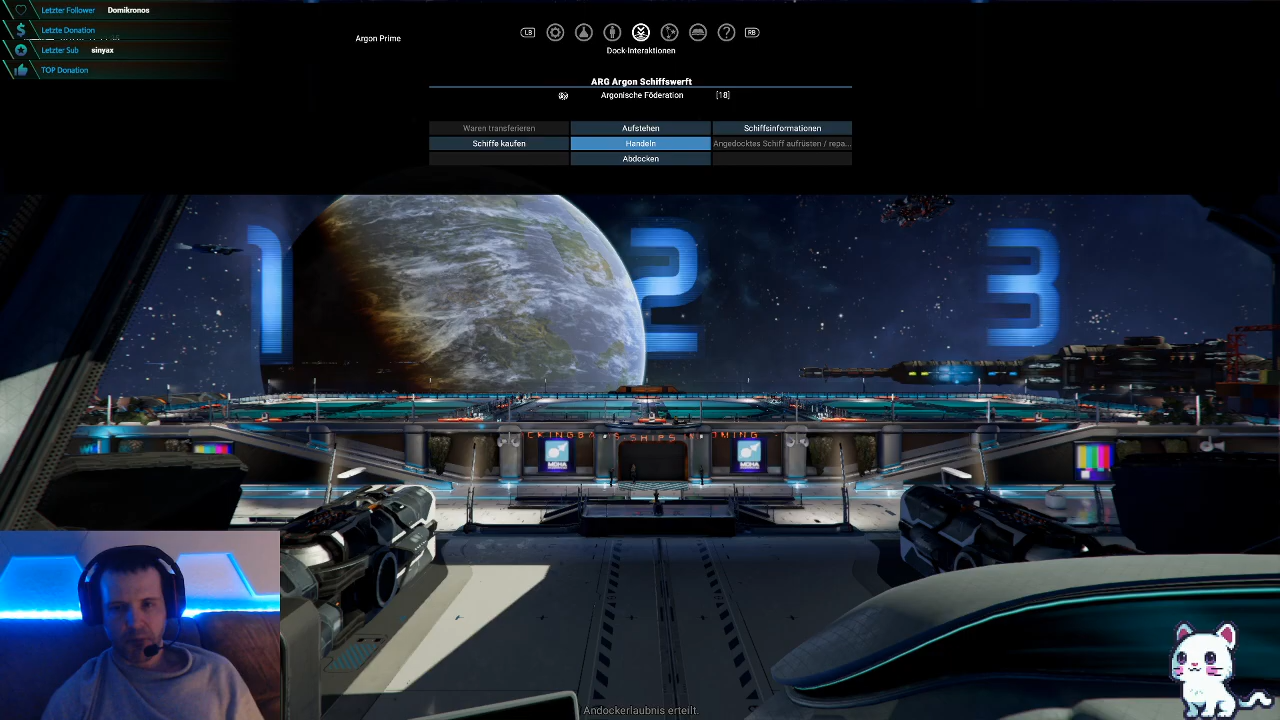 Letzter Follower Domikronos
Letzte Donation
Letzter Sub sinyax
TOP Donation
Argon Prime
LB RB
Dock-Interaktionen
ARG Argon Schiffswerft
Argonische Föderation [18]
Waren transferieren Aufstehen Schiffsinformationen
Schiffe kaufen Handeln Angedocktes Schiff aufrüsten / repa...
Abdocken
1 2 3
SHIPS
Andockerlaubnis erteilt.